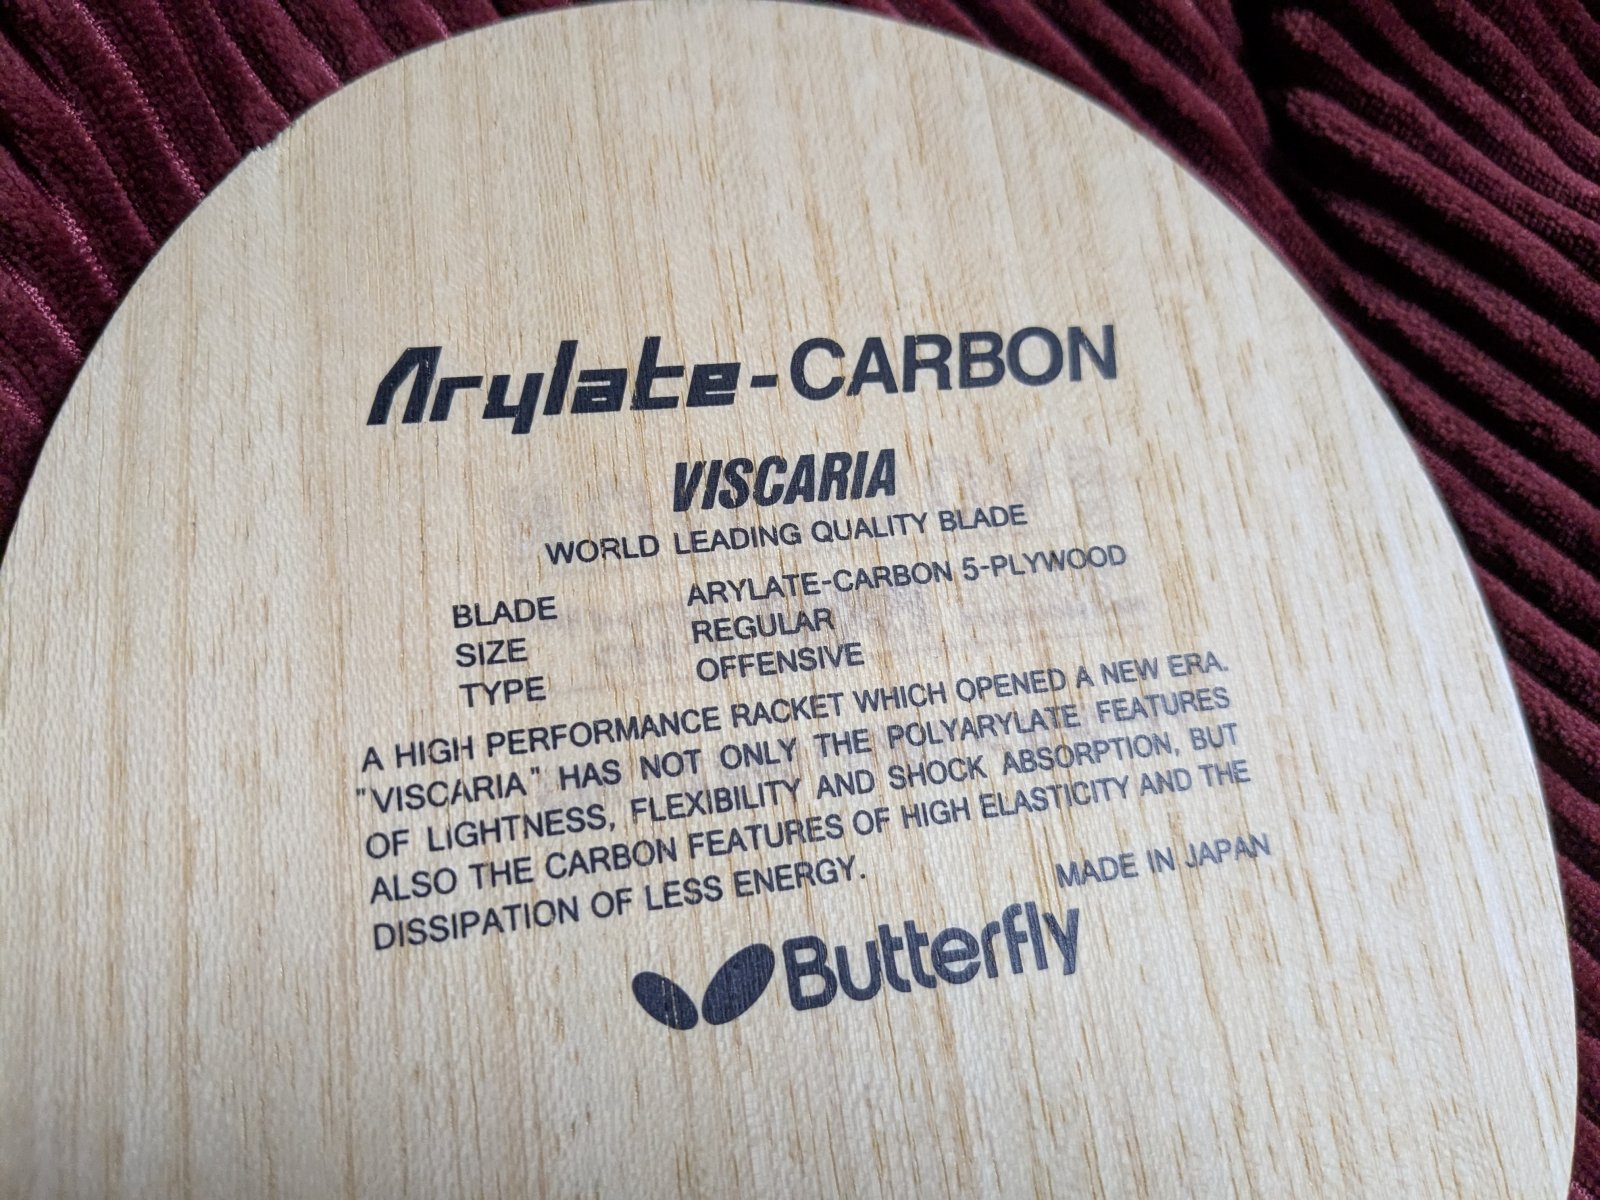 Arylate-CARBON
VISCARIA
WORLD LEADING QUALITY BLADE
BLADE ARYLATE-CARBON 5-PLYWOOD
SIZE REGULAR
TYPE OFFENSIVE
A HIGH PERFORMANCE RACKET WHICH OPENED A NEW ERA.
"VISCARIA" HAS NOT ONLY THE POLYARYLATE FEATURES
OF LIGHTNESS, FLEXIBILITY AND SHOCK ABSORPTION, BUT
ALSO THE CARBON FEATURES OF HIGH ELASTICITY AND THE
DISSIPATION OF LESS ENERGY.
MADE IN JAPAN
Butterfly